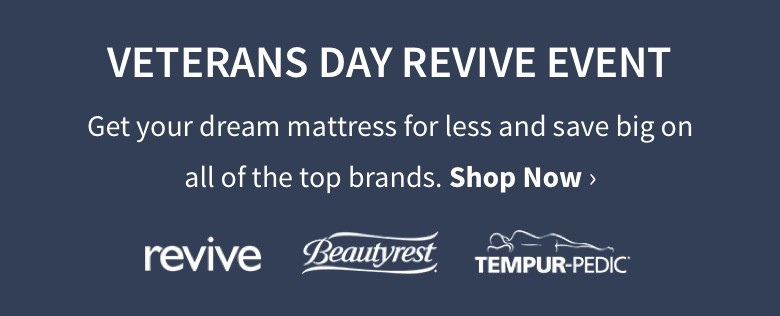 VETERANS DAY REVIVE EVENT
Get your dream mattress for less and save big on
all of the top brands. Shop Now ›
revive Beautyrest TEMPUR-PEDIC